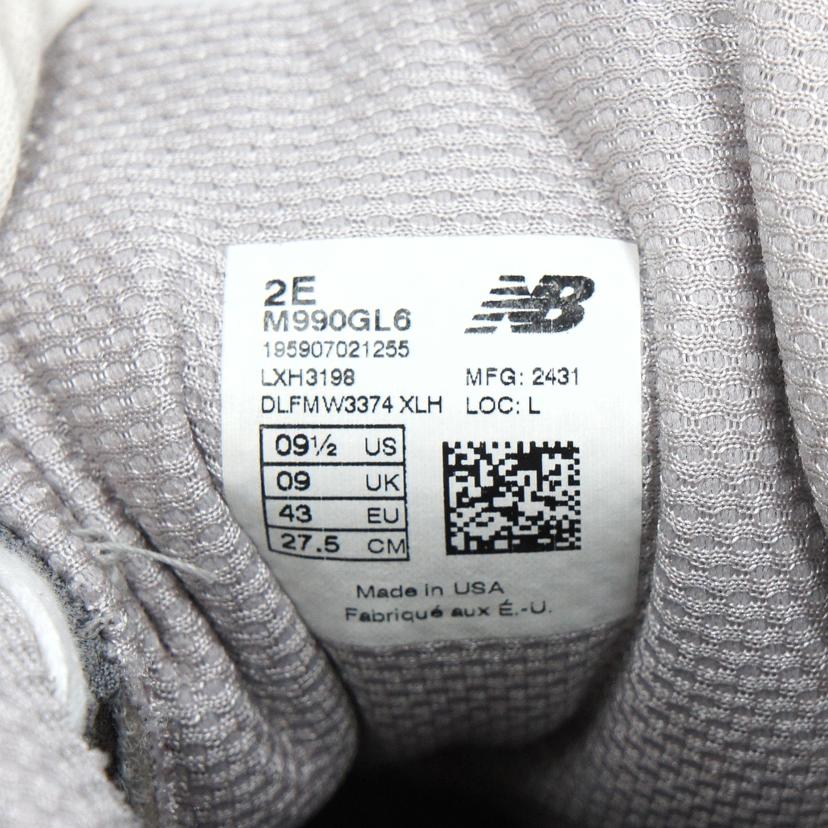 2E
NB
M990GL6
195907021255
LXH3198 MFG: 2431
DLFMW3374 XLH LOC: L
09½ US
09 UK
43 EU
27.5 CM
Made in USA
Fabriqué aux É.-U.